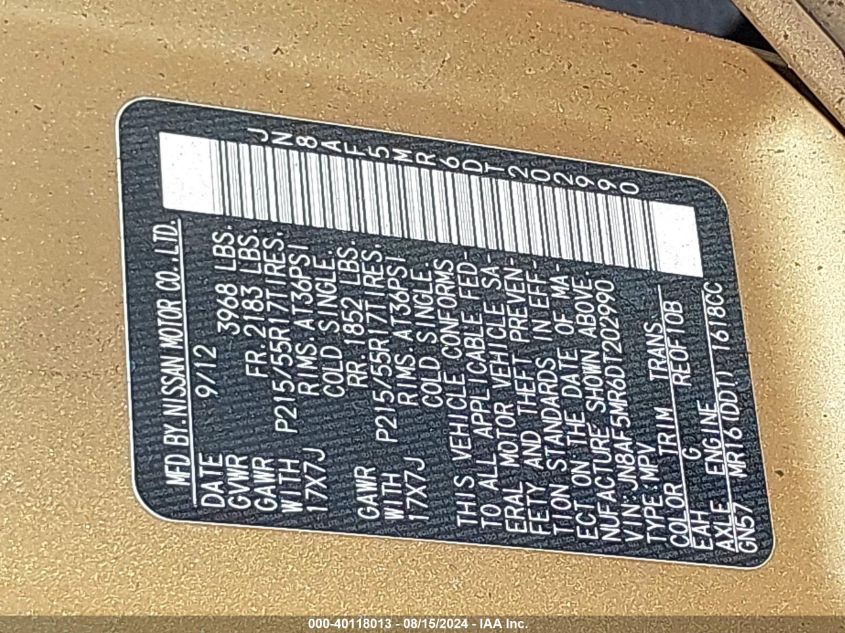 JN8AF5MR6DT202990
MFD BY NISSAN MOTOR CO., LTD.
DATE 9/12
GVWR 3968 LBS.
GAWR FR. 2183 LBS.
WITH P215/55R17TIRES.
17X7J RIMS. AT36PSI
COLD SINGLE.
GAWR RR. 1852 LBS.
WITH P215/55R17TIRES.
17X7J RIMS. AT36PSI
COLD SINGLE.
THIS VEHICLE CONFORMS
TO ALL APPLICABLE FED-
ERAL MOTOR VEHICLE SA-
FETY AND THEFT PREVEN-
TION STANDARDS IN EFF-
ECT ON THE DATE OF MA-
NUFACTURE SHOWN ABOVE.
VIN: JN8AF5MR6DT202990
TYPE: MPV
COLOR TRIM TRANS.
EAH G RE0F10B
AXLE ENGINE
GN57 MR16(DDT) 1618CC
000-40118013 - 08/15/2024 - IAA Inc.